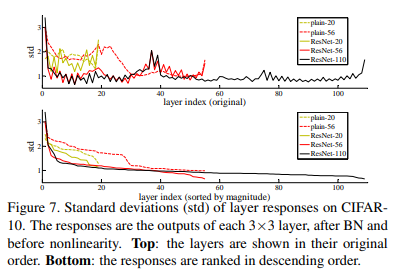 3
2
1
std
plain-20
plain-56
ResNet-20
ResNet-56
ResNet-110
0 20 40 60 80 100
layer index (original)
3
2
1
std
plain-20
plain-56
ResNet-20
ResNet-56
ResNet-110
0 20 40 60 80 100
layer index (sorted by magnitude)
Figure 7. Standard deviations (std) of layer responses on CIFAR-
10. The responses are the outputs of each 3×3 layer, after BN and
before nonlinearity. Top: the layers are shown in their original
order. Bottom: the responses are ranked in descending order.